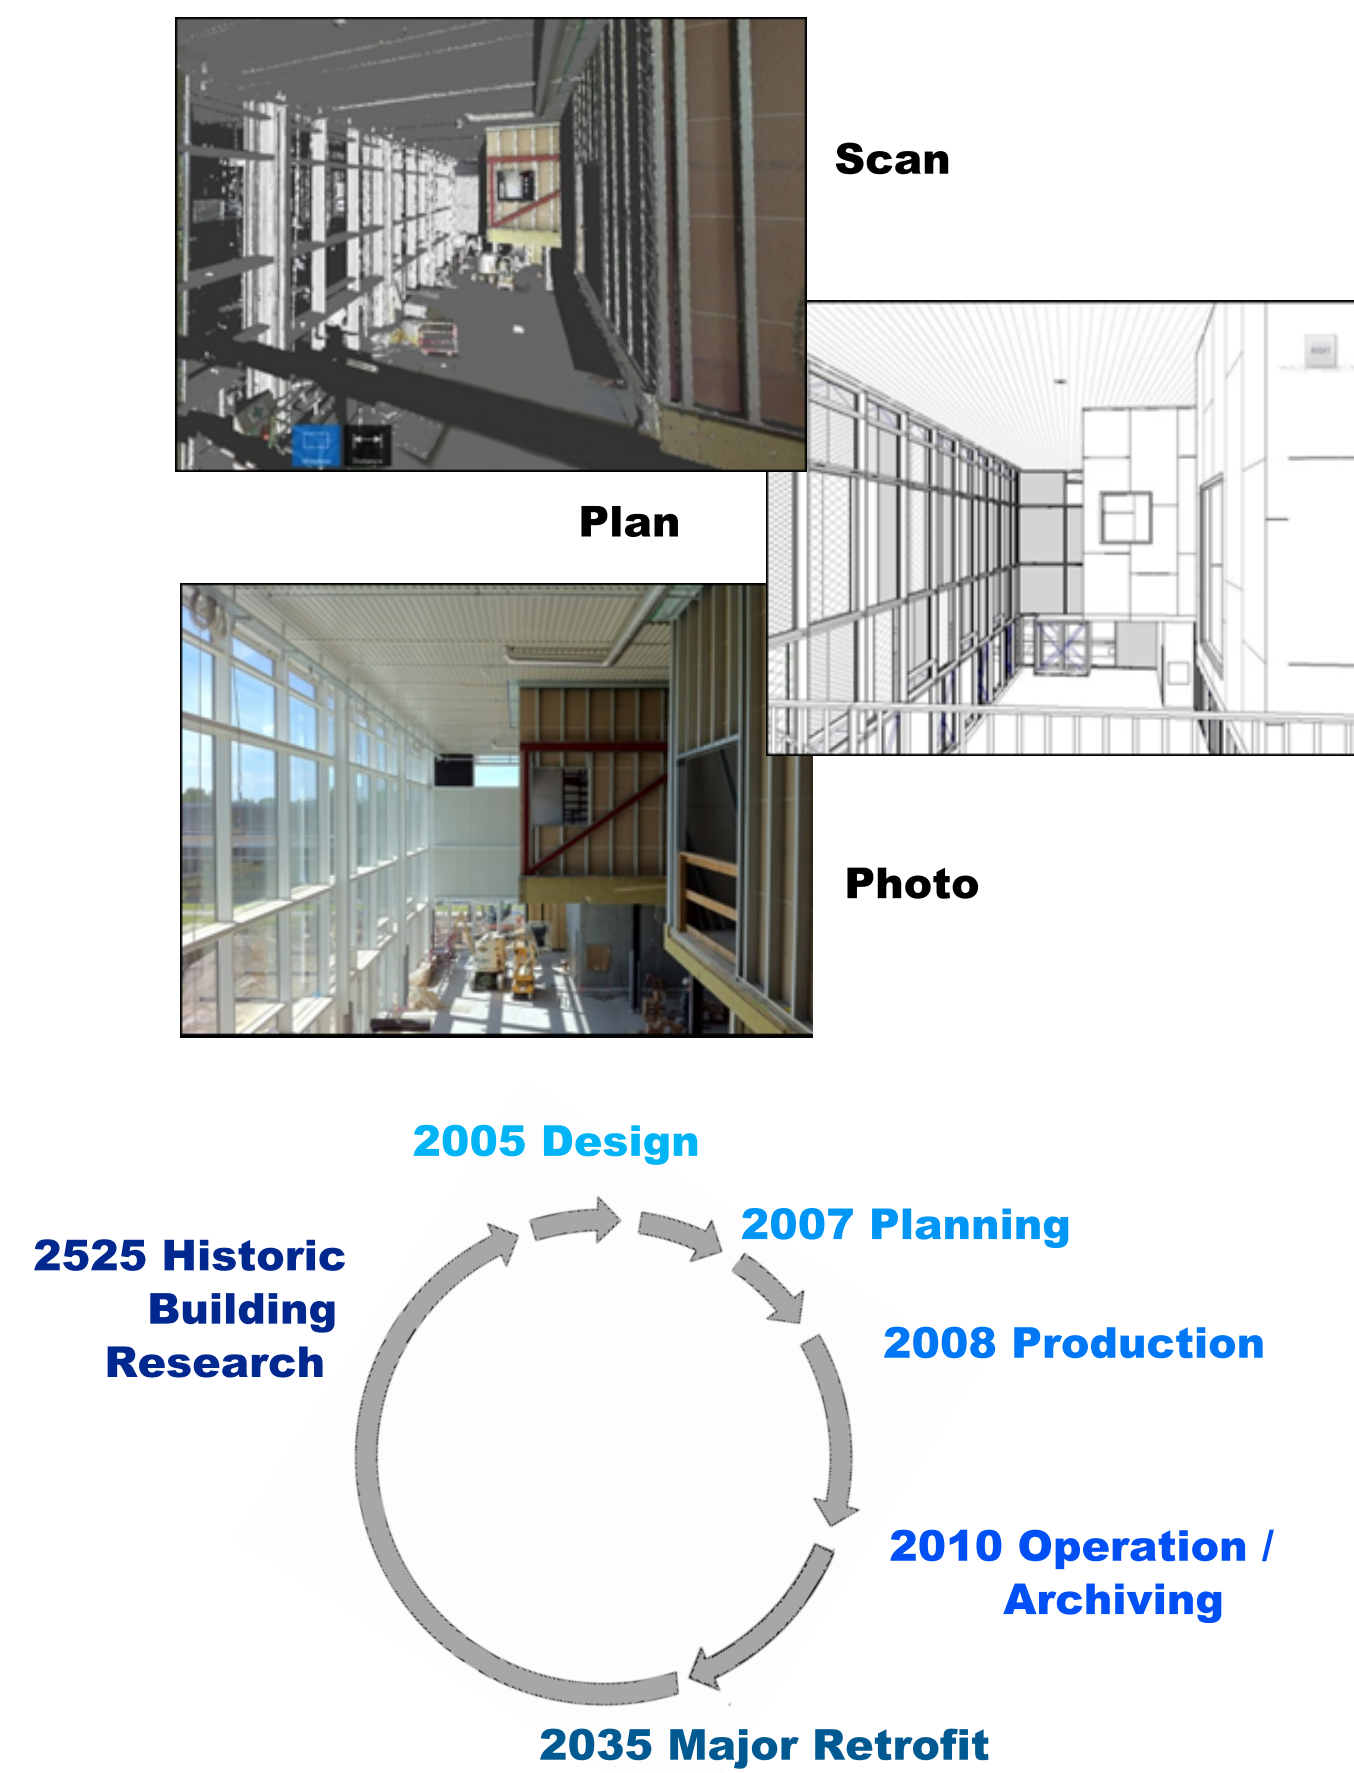 Scan
RIGHT
Plan
Photo
2005 Design
2007 Planning
2525 Historic
Building
Research
2008 Production
2010 Operation /
Archiving
2035 Major Retrofit